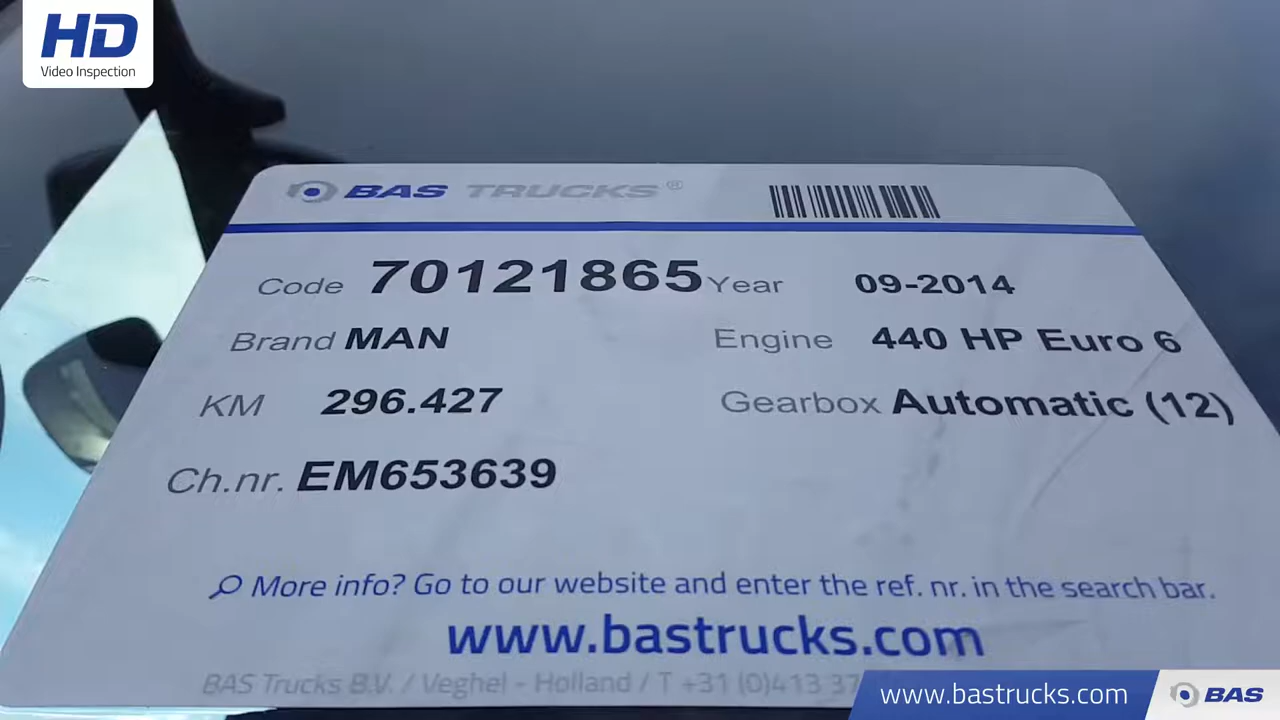 HD
Video Inspection
BAS TRUCKS®
Code 70121865 Year 09-2014
Brand MAN Engine 440 HP Euro 6
KM 296.427 Gearbox Automatic (12)
Ch.nr. EM653639
More info? Go to our website and enter the ref. nr. in the search bar.
www.bastrucks.com
BAS Trucks B.V. / Veghel - Holland / T +31 (0)413 37
www.bastrucks.com BAS